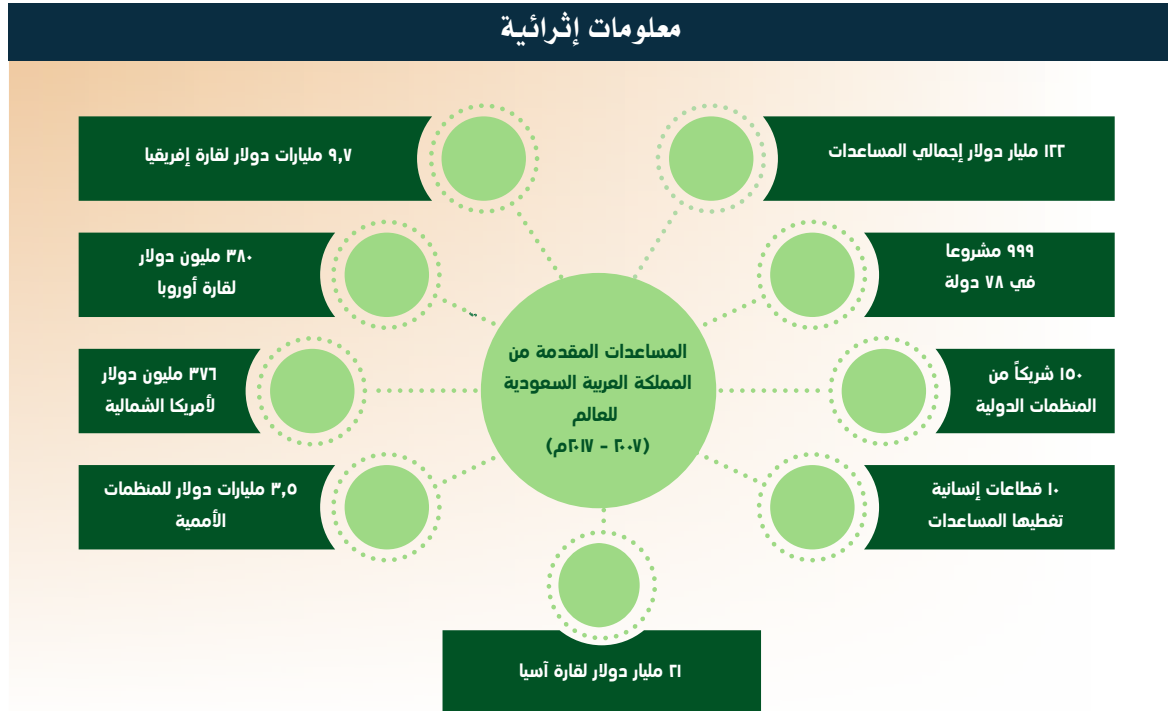 معلومات إثرائية
١٢٢ مليار دولار إجمالي المساعدات
٩٩٩ مشروعا
في ٧٨ دولة
١٥٠ شريكاً من
المنظمات الدولية
١٠ قطاعات إنسانية
تغطيها المساعدات
٩,٧ مليارات دولار لقارة إفريقيا
٣٨٠ مليون دولار
لقارة أوروبا
٣٧٦ مليون دولار
لأمريكا الشمالية
٣,٥ مليارات دولار للمنظمات
الأممية
المساعدات المقدمة من
المملكة العربية السعودية
للعالم
(٢٠٠٧ - ٢٠١٧م)
٢١ مليار دولار لقارة آسيا